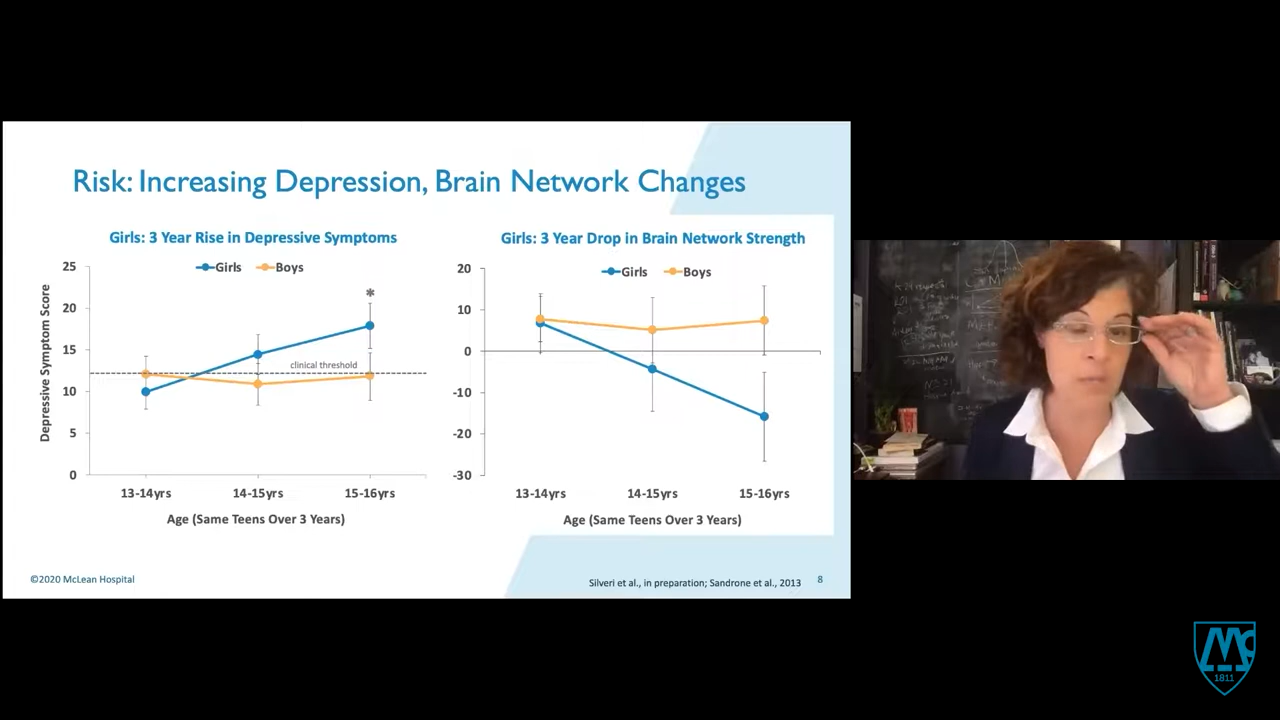 Risk: Increasing Depression, Brain Network Changes
Girls: 3 Year Rise in Depressive Symptoms
Girls
Boys
Depressive Symptom Score
25
20
15
10
5
0
*
clinical threshold
13-14yrs
14-15yrs
15-16yrs
Age (Same Teens Over 3 Years)
Girls: 3 Year Drop in Brain Network Strength
Girls
Boys
20
10
0
-10
-20
-30
13-14yrs
14-15yrs
15-16yrs
Age (Same Teens Over 3 Years)
©2020 McLean Hospital
Silveri et al., in preparation; Sandrone et al., 2013
8
Mc
1811